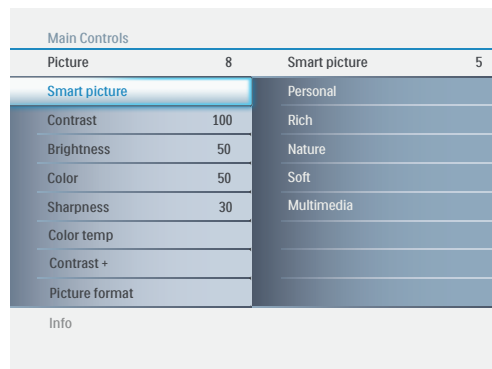 Main Controls
Picture 8 Smart picture 5
Smart picture Personal
Contrast 100 Rich
Brightness 50 Nature
Color 50 Soft
Sharpness 30 Multimedia
Color temp
Contrast +
Picture format
Info